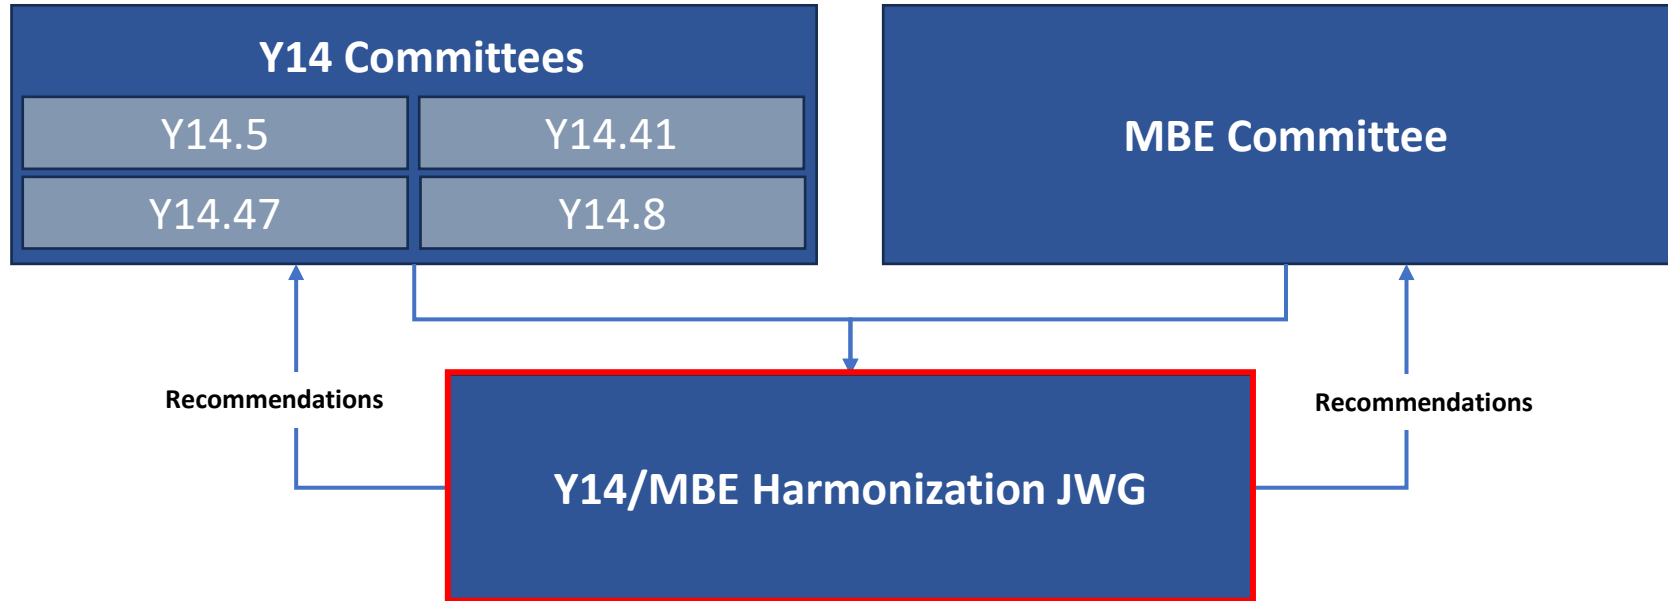 Y14 Committees
Y14.5
Y14.41
Y14.47
Y14.8
MBE Committee
Recommendations
Recommendations
Y14/MBE Harmonization JWG